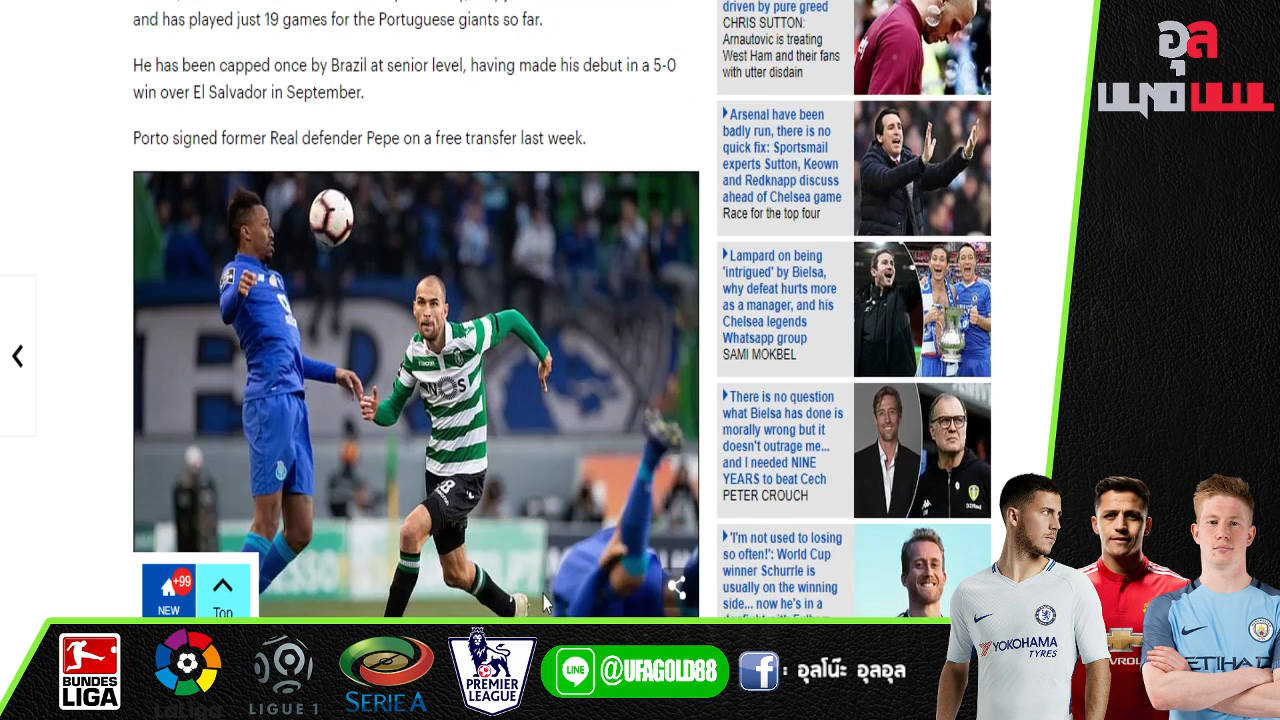 and has played just 19 games for the Portuguese giants so far.
He has been capped once by Brazil at senior level, having made his debut in a 5-0
win over El Salvador in September.
Porto signed former Real defender Pepe on a free transfer last week.
driven by pure greed
CHRIS SUTTON:
Arnautovic is treating
West Ham and their fans
with utter disdain
Arsenal have been
badly run, there is no
quick fix: Sportsmail
experts Sutton, Keown
and Redknapp discuss
ahead of Chelsea game
Race for the top four
Lampard on being
'intrigued' by Bielsa,
why defeat hurts more
as a manager, and his
Chelsea legends
Whatsapp group
SAMI MOKBEL
There is no question
what Bielsa has done is
morally wrong but it
doesn't outrage me...
and I needed NINE
YEARS to beat Cech
PETER CROUCH
'I'm not used to losing
so often!': World Cup
winner Schurrle is
usually on the winning
side... now he's in a
NOS
+99
NEW
Top
อุล
YOKOHAMA
TYRES
ETIHAD
BUNDES
LIGA
LaLiga
LIGUE 1
SERIE A
PREMIER
LEAGUE
LINE
@UFAGOLD88
f : อุลโน๊ะ อุลอุล